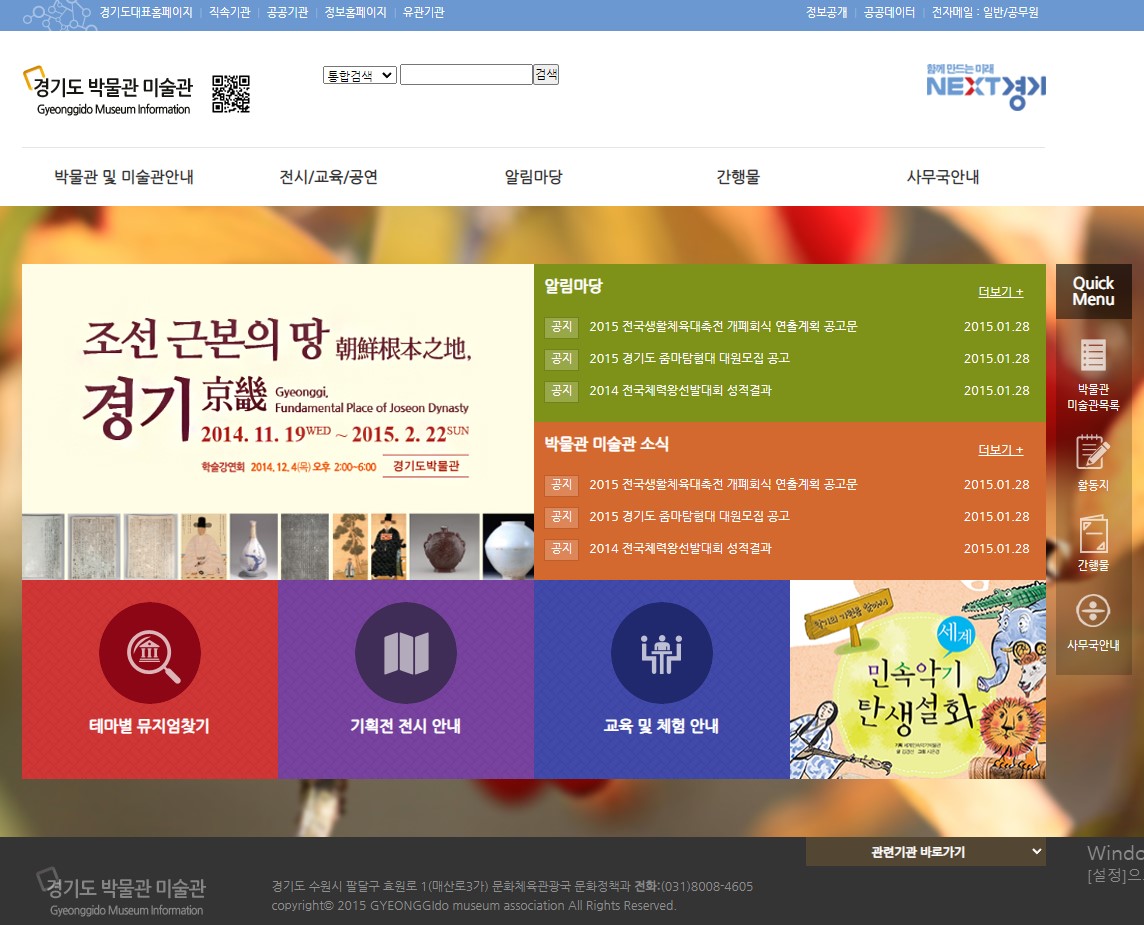 경기도대표홈페이지 | 직속기관 | 공공기관 | 정보홈페이지 | 유관기관
정보공개 | 공공데이터 | 전자메일 : 일반/공무원
경기도 박물관 미술관
Gyeonggido Museum Information
통합검색
검색
함께 만드는 미래
NEXT경기
박물관 및 미술관안내
전시/교육/공연
알림마당
간행물
사무국안내
조선 근본의 땅 朝鮮根本之地,
경기 京畿 Gyeonggi,
Fundamental Place of Joseon Dynasty
2014. 11. 19WED ~ 2015. 2. 22SUN
학술강연회 2014. 12. 4(목) 오후 2:00~6:00 경기도박물관
알림마당
더보기 +
공지 2015 전국생활체육대축전 개폐회식 연출계획 공고문 2015.01.28
공지 2015 경기도 줌마탐험대 대원모집 공고 2015.01.28
공지 2014 전국체력왕선발대회 성적결과 2015.01.28
박물관 미술관 소식
더보기 +
공지 2015 전국생활체육대축전 개폐회식 연출계획 공고문 2015.01.28
공지 2015 경기도 줌마탐험대 대원모집 공고 2015.01.28
공지 2014 전국체력왕선발대회 성적결과 2015.01.28
Quick
Menu
박물관
미술관목록
활동지
간행물
사무국안내
테마별 뮤지엄찾기
기획전 전시 안내
교육 및 체험 안내
세계
민속악기
탄생설화
관련기관 바로가기
경기도 박물관 미술관
Gyeonggido Museum Information
경기도 수원시 팔달구 효원로 1(매산로3가) 문화체육관광국 문화정책과 전화:(031)8008-4605
copyright© 2015 GYEONGGIdo museum association All Rights Reserved.
Windo
[설정]으